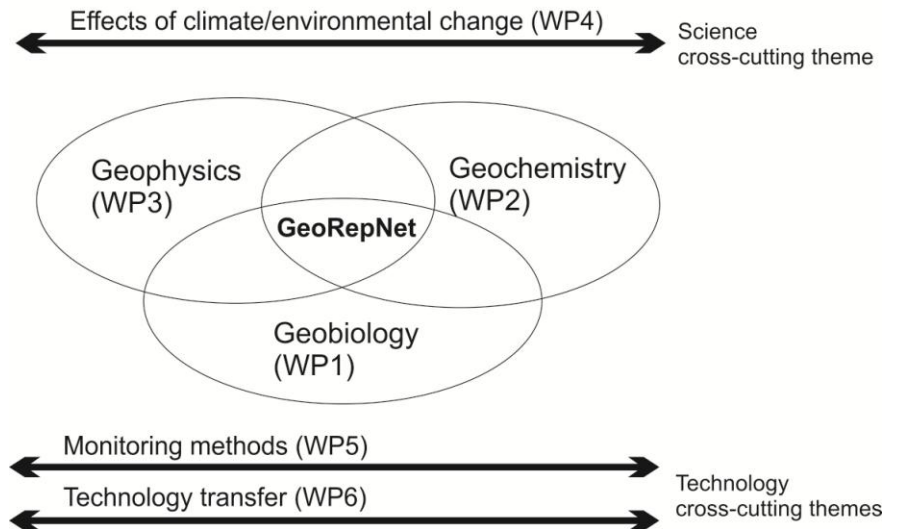 Effects of climate/environmental change (WP4)
Science
cross-cutting theme
Geophysics
(WP3)
Geochemistry
(WP2)
GeoRepNet
Geobiology
(WP1)
Monitoring methods (WP5)
Technology transfer (WP6)
Technology
cross-cutting themes